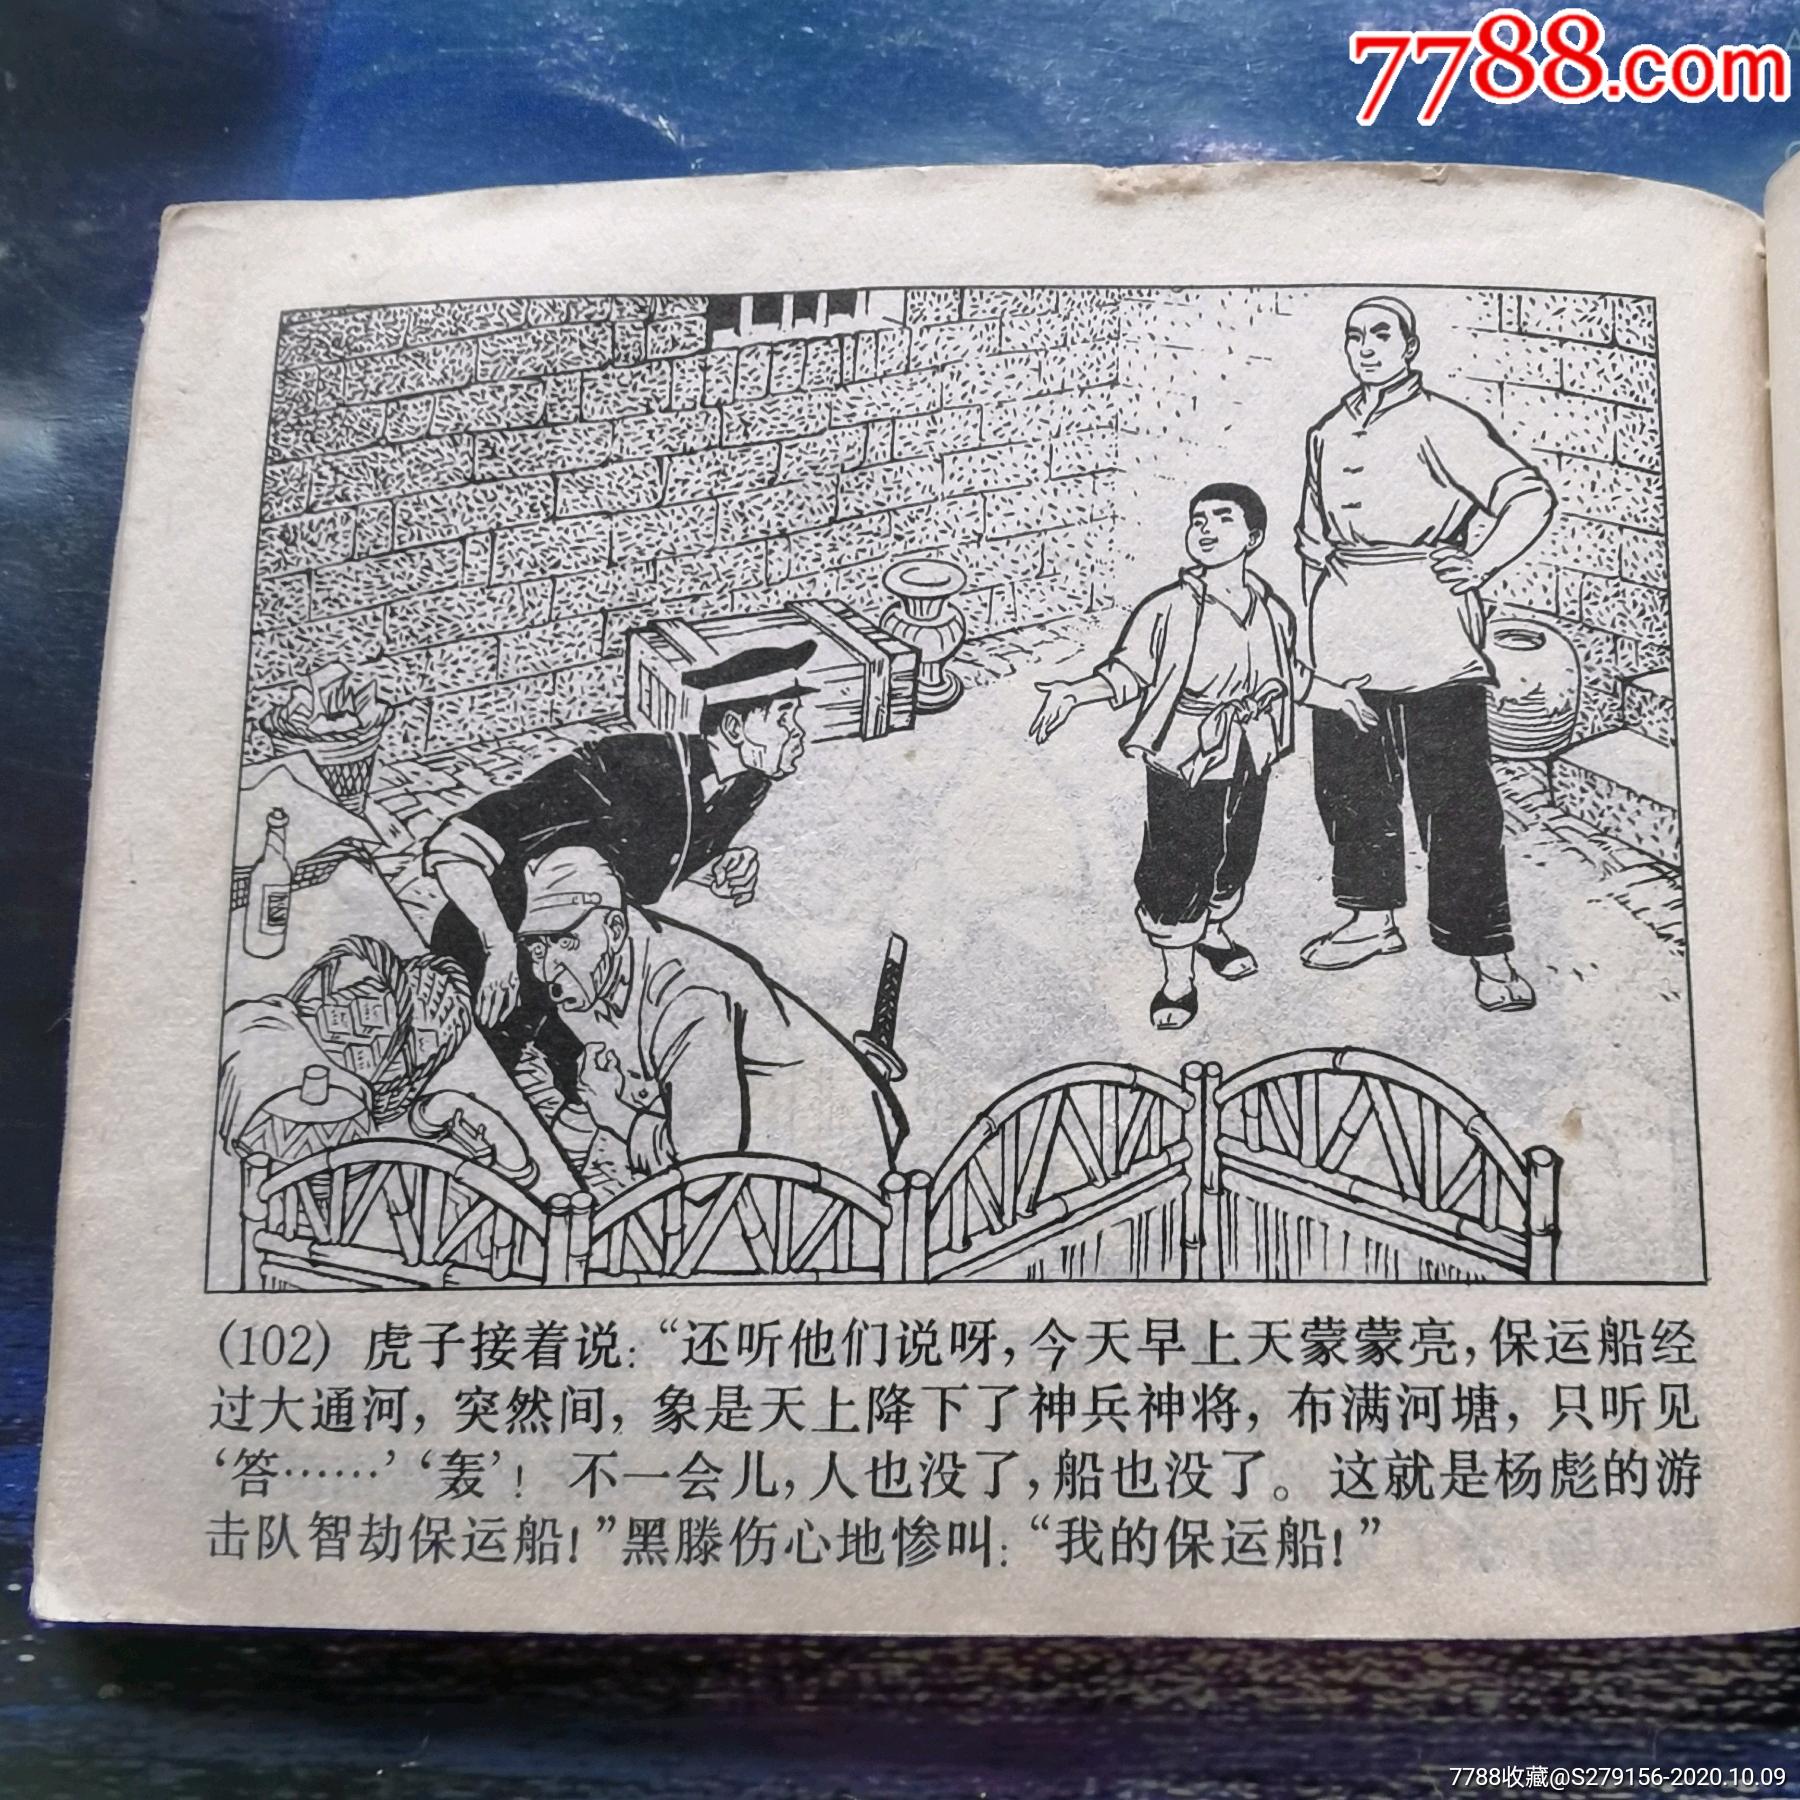 7788.com
(102) 虎子接着说：“还听他们说呀，今天早上天蒙蒙亮，保运船经
过大通河，突然间，象是天上降下了神兵神将，布满河塘，只听见
‘答……’‘轰’！不一会儿，人也没了，船也没了。这就是杨彪的游
击队智劫保运船！”黑滕伤心地惨叫：“我的保运船！”
7788收藏@S279156-2020.10.09